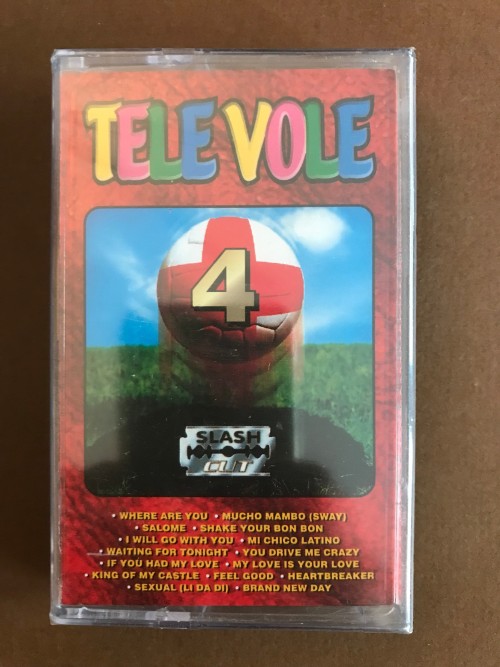 TELE VOLE
4
SLASH
CUT
• WHERE ARE YOU • MUCHO MAMBO (SWAY)
• SALOME • SHAKE YOUR BON BON
• I WILL GO WITH YOU • MI CHICO LATINO
• WAITING FOR TONIGHT • YOU DRIVE ME CRAZY
• IF YOU HAD MY LOVE • MY LOVE IS YOUR LOVE
• KING OF MY CASTLE • FEEL GOOD • HEARTBREAKER
• SEXUAL (LI DA DI) • BRAND NEW DAY